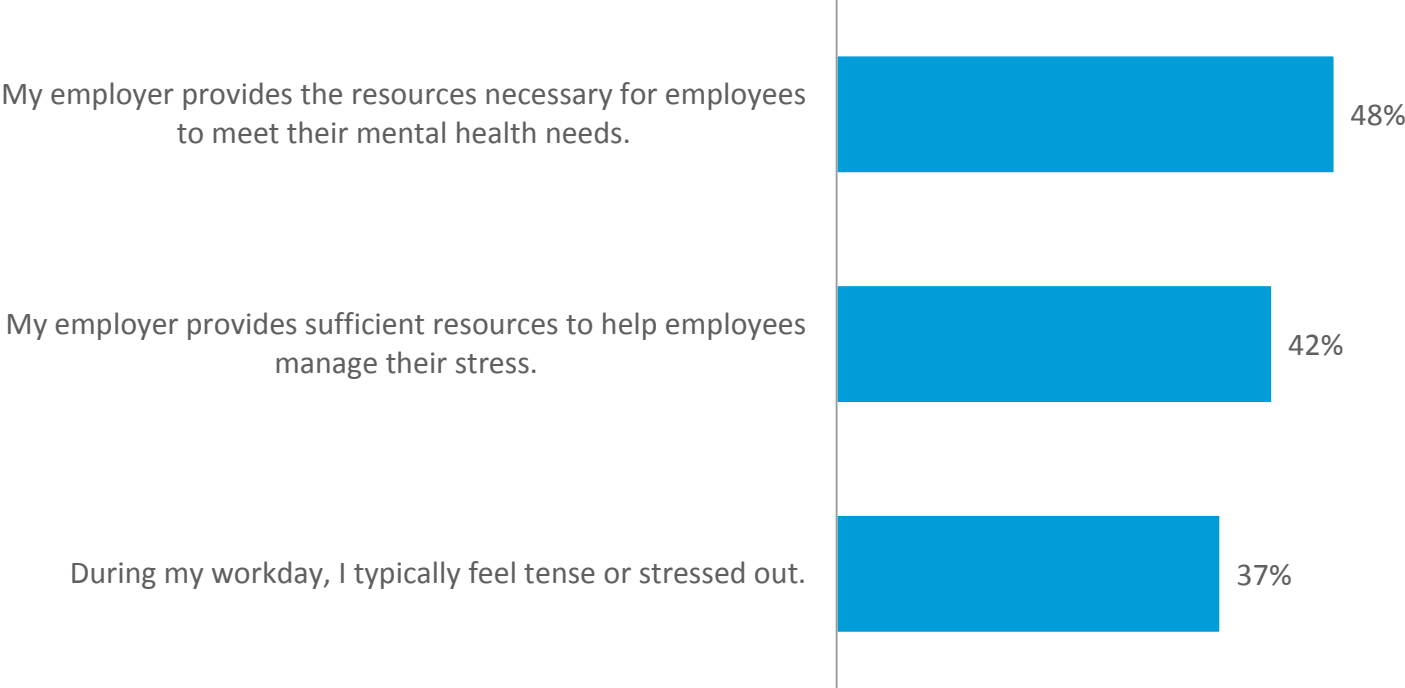 My employer provides the resources necessary for employees
to meet their mental health needs.
48%
My employer provides sufficient resources to help employees
manage their stress.
42%
During my workday, I typically feel tense or stressed out.
37%